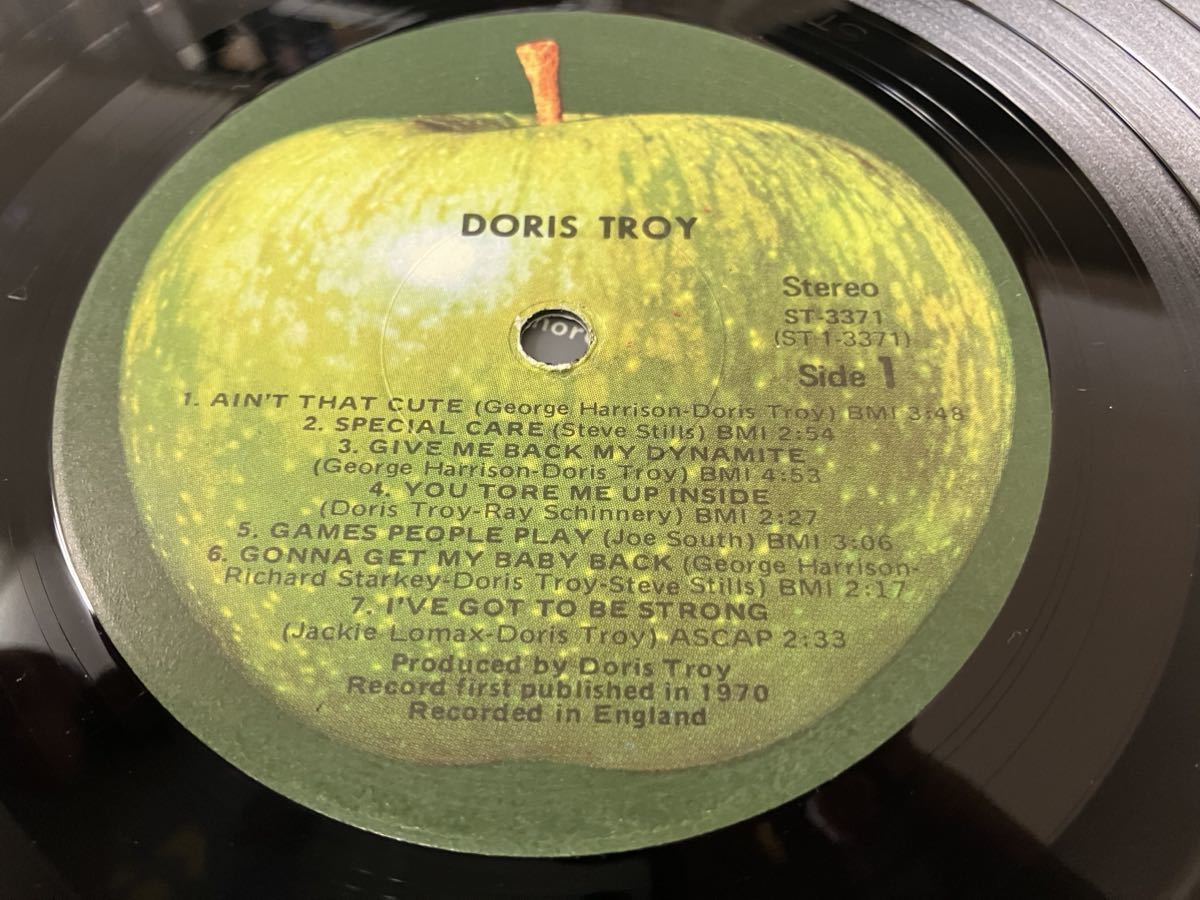 DORIS TROY
Stereo
ST-3371
(ST 1-3371)
Side 1
1. AIN'T THAT CUTE (George Harrison-Doris Troy) BMI 3:48
2. SPECIAL CARE (Steve Stills) BMI 2:54
3. GIVE ME BACK MY DYNAMITE
(George Harrison-Doris Troy) BMI 4:53
4. YOU TORE ME UP INSIDE
(Doris Troy-Ray Schinnery) BMI 2:27
5. GAMES PEOPLE PLAY (Joe South) BMI 3:06
6. GONNA GET MY BABY BACK (George Harrison-
Richard Starkey-Doris Troy-Steve Stills) BMI 2:17
7. I'VE GOT TO BE STRONG
(Jackie Lomax-Doris Troy) ASCAP 2:33
Produced by Doris Troy
Record first published in 1970
Recorded in England